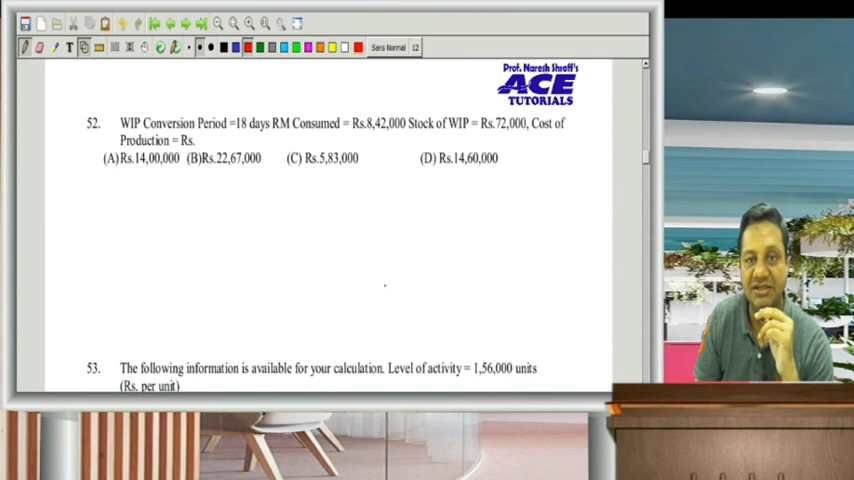 Sans Normal 12
Prof. Naresh Shroff's
ACE
TUTORIALS
52. WIP Conversion Period =18 days RM Consumed = Rs.8,42,000 Stock of WIP = Rs.72,000, Cost of
Production = Rs.
(A)Rs.14,00,000 (B)Rs.22,67,000 (C) Rs.5,83,000 (D) Rs.14,60,000
53. The following information is available for your calculation. Level of activity = 1,56,000 units
(Rs. per unit)